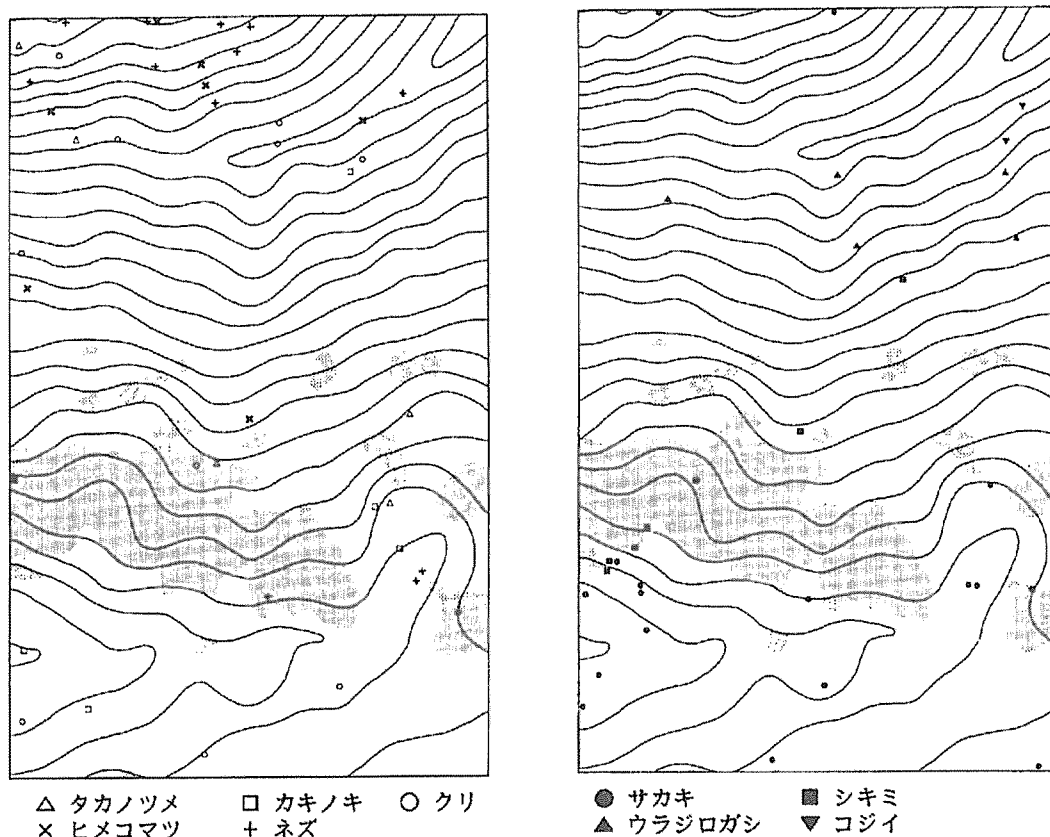 △ タカノツメ □ カキノキ ○ クリ
× ヒメコマツ + ネズ
● サカキ ■ シキミ
▲ ウラジロガシ ▼ コジイ